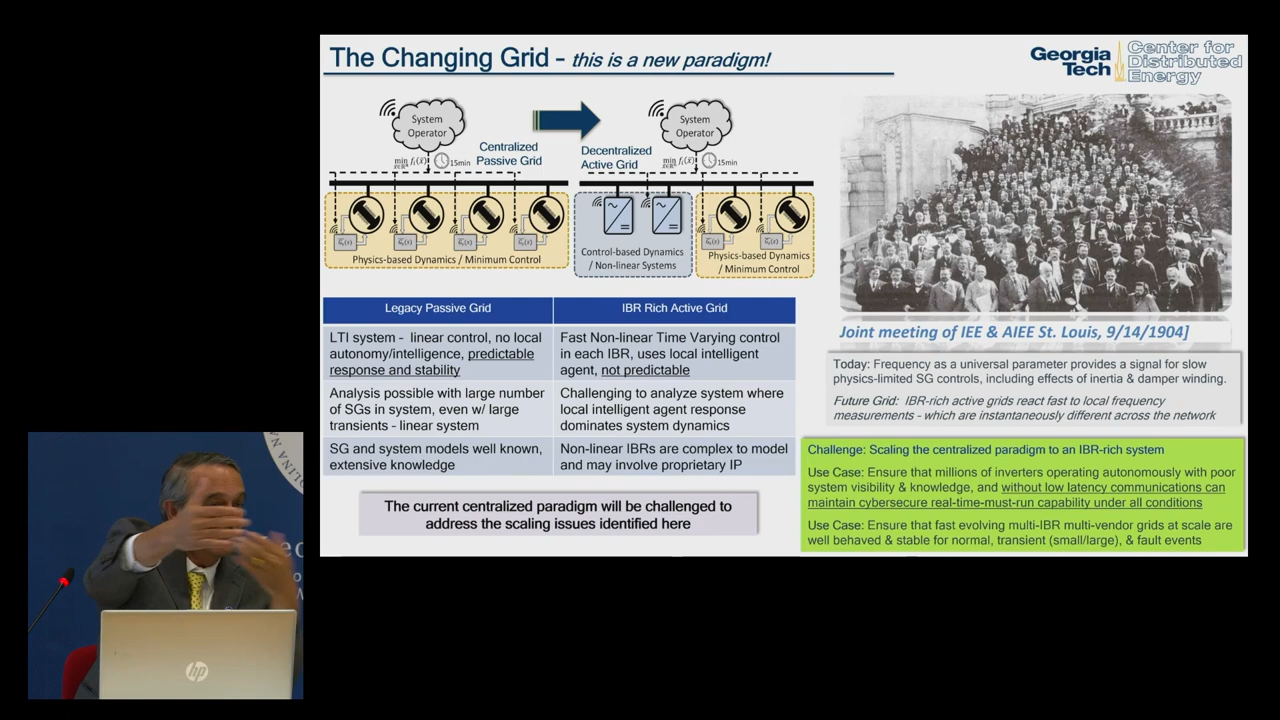 The Changing Grid - this is a new paradigm!
Georgia
Tech
Center for
Distributed
Energy
System
Operator
15min
Centralized
Passive Grid
Physics-based Dynamics / Minimum Control
System
Operator
15min
Decentralized
Active Grid
Control-based Dynamics
/ Non-linear Systems
Physics-based Dynamics
/ Minimum Control
Legacy Passive Grid
IBR Rich Active Grid
LTI system - linear control, no local
autonomy/intelligence, predictable
response and stability
Fast Non-linear Time Varying control
in each IBR, uses local intelligent
agent, not predictable
Analysis possible with large number
of SGs in system, even w/ large
transients - linear system
Challenging to analyze system where
local intelligent agent response
dominates system dynamics
SG and system models well known,
extensive knowledge
Non-linear IBRs are complex to model
and may involve proprietary IP
The current centralized paradigm will be challenged to
address the scaling issues identified here
Joint meeting of IEE & AIEE St. Louis, 9/14/1904]
Today: Frequency as a universal parameter provides a signal for slow
physics-limited SG controls, including effects of inertia & damper winding.
Future Grid: IBR-rich active grids react fast to local frequency
measurements - which are instantaneously different across the network
Challenge: Scaling the centralized paradigm to an IBR-rich system
Use Case: Ensure that millions of inverters operating autonomously with poor
system visibility & knowledge, and without low latency communications can
maintain cybersecure real-time-must-run capability under all conditions
Use Case: Ensure that fast evolving multi-IBR multi-vendor grids at scale are
well behaved & stable for normal, transient (small/large), & fault events
hp